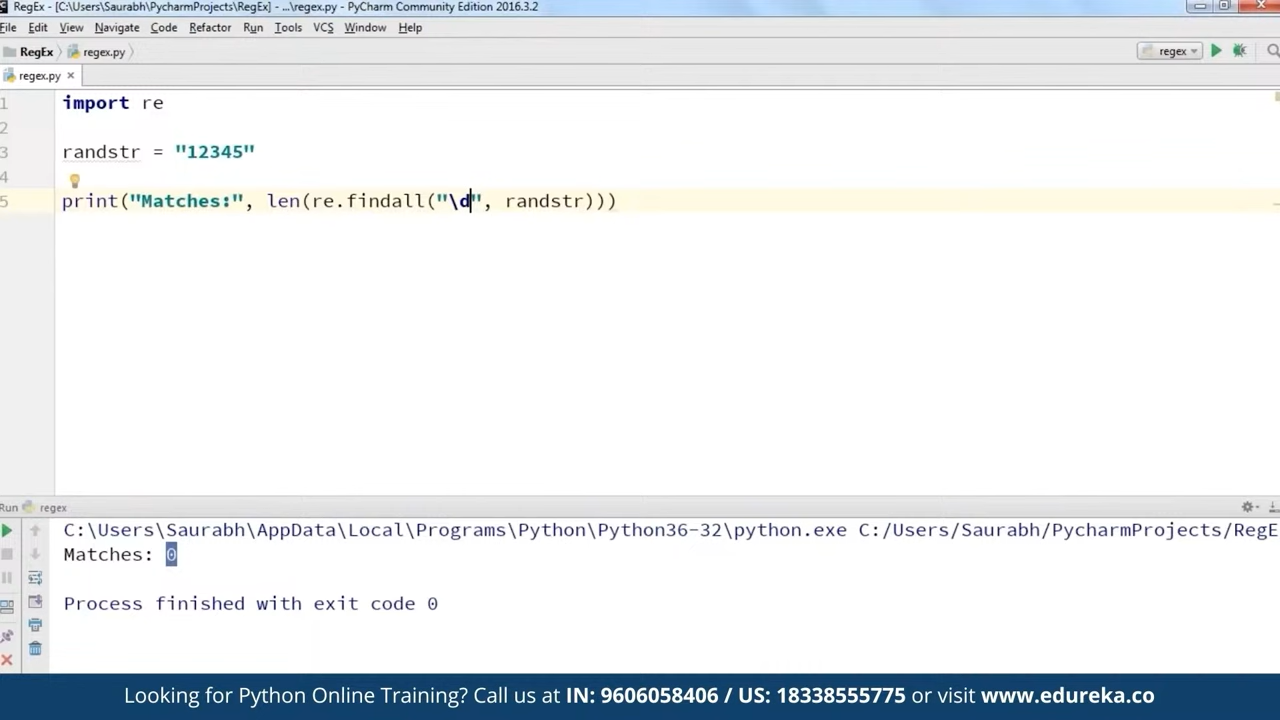 RegEx - [C:\Users\Saurabh\PycharmProjects\RegEx] - ...\regex.py - PyCharm Community Edition 2016.3.2
File Edit View Navigate Code Refactor Run Tools VCS Window Help
RegEx regex.py regex
regex.py
1 import re
2
3 randstr = "12345"
4
5 print("Matches:", len(re.findall("\d", randstr)))
Run regex
C:\Users\Saurabh\AppData\Local\Programs\Python\Python36-32\python.exe C:/Users/Saurabh/PycharmProjects/RegE
Matches: 0
Process finished with exit code 0
Looking for Python Online Training? Call us at IN: 9606058406 / US: 18338555775 or visit www.edureka.co